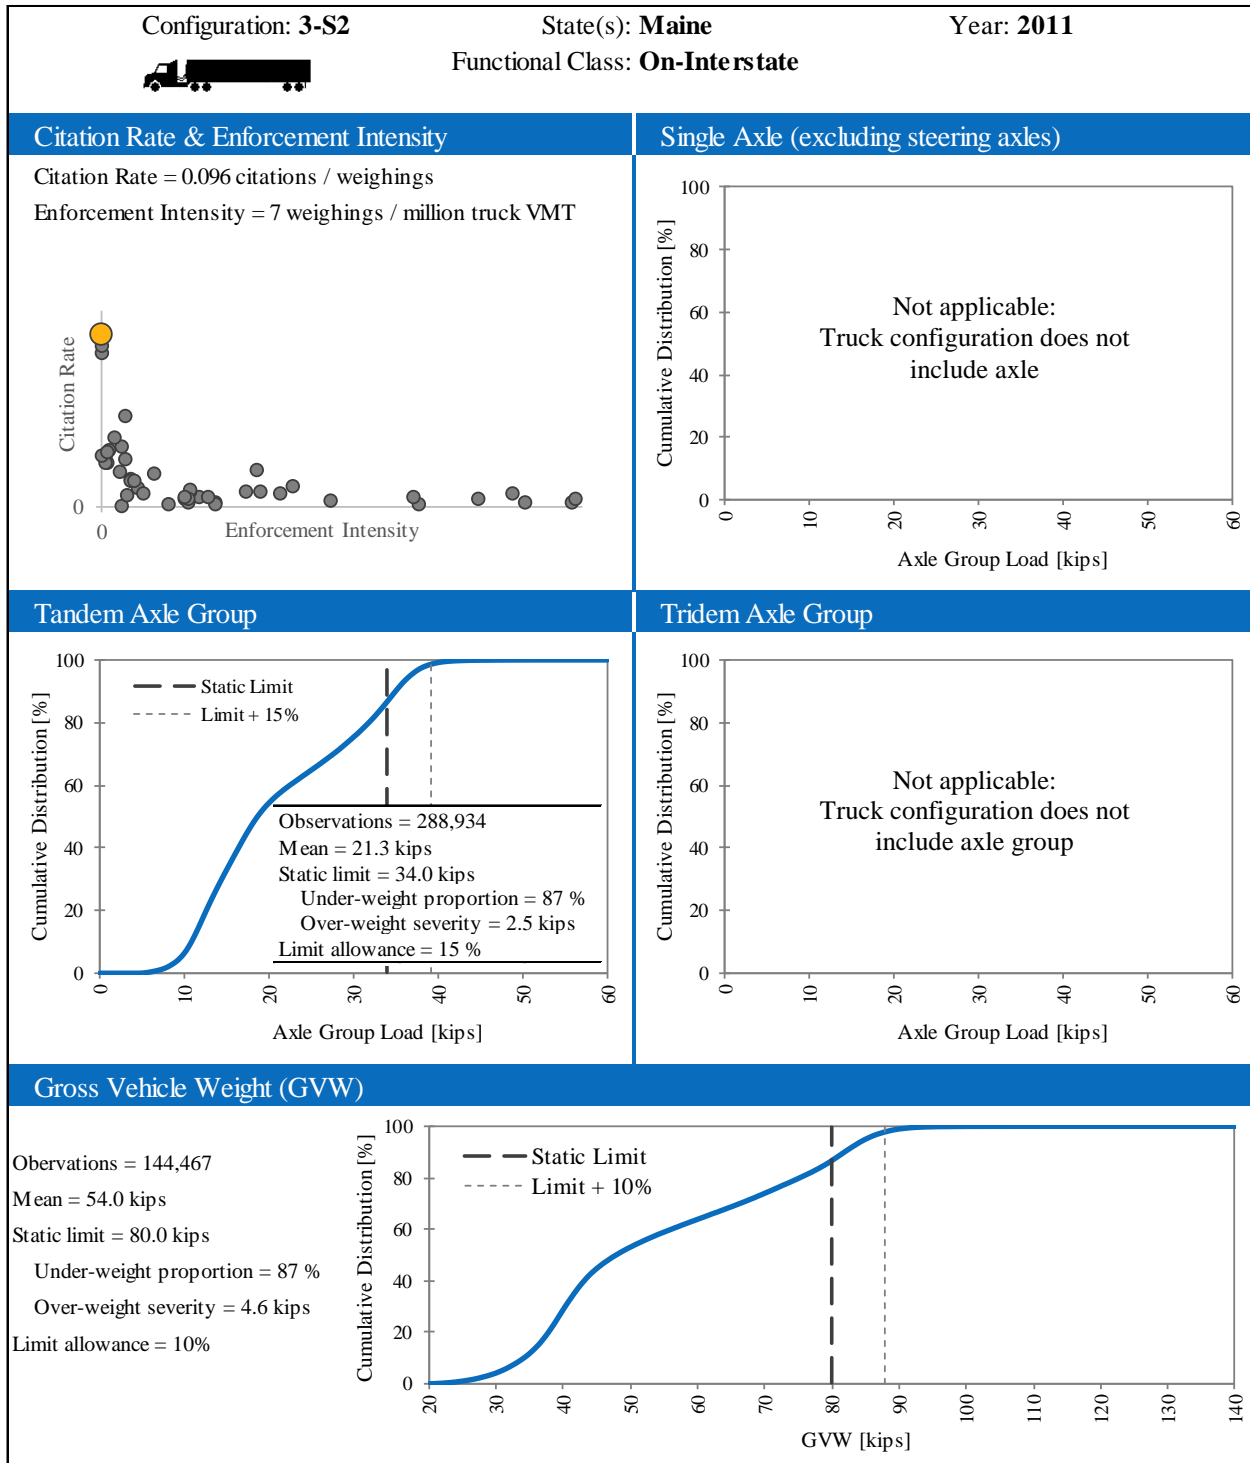 Configuration: 3-S2 State(s): Maine Year: 2011
Functional Class: On-Interstate
Citation Rate & Enforcement Intensity
Citation Rate = 0.096 citations / weighings
Enforcement Intensity = 7 weighings / million truck VMT
Citation Rate
0
0
Enforcement Intensity
Single Axle (excluding steering axles)
Cumulative Distribution [%]
100
80
60
40
20
0
Not applicable:
Truck configuration does not
include axle
0 10 20 30 40 50 60
Axle Group Load [kips]
Tandem Axle Group
Cumulative Distribution [%]
100
80
60
40
20
0
Static Limit
Limit + 15%
Observations = 288,934
Mean = 21.3 kips
Static limit = 34.0 kips
Under-weight proportion = 87 %
Over-weight severity = 2.5 kips
Limit allowance = 15 %
0 10 20 30 40 50 60
Axle Group Load [kips]
Tridem Axle Group
Cumulative Distribution [%]
100
80
60
40
20
0
Not applicable:
Truck configuration does not
include axle group
0 10 20 30 40 50 60
Axle Group Load [kips]
Gross Vehicle Weight (GVW)
Obervations = 144,467
Mean = 54.0 kips
Static limit = 80.0 kips
Under-weight proportion = 87 %
Over-weight severity = 4.6 kips
Limit allowance = 10%
Cumulative Distribution [%]
100
80
60
40
20
0
Static Limit
Limit + 10%
20 30 40 50 60 70 80 90 100 110 120 130 140
GVW [kips]